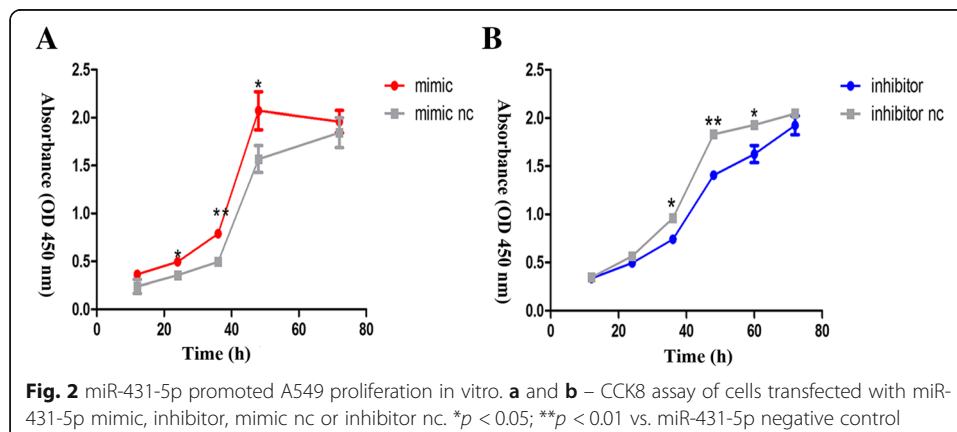 A
B
2.5
2.0
1.5
1.0
0.5
0.0
0 20 40 60 80
Absorbance (OD 450 nm)
Time (h)
mimic
mimic nc
*
**
*
2.5
2.0
1.5
1.0
0.5
0.0
0 20 40 60 80
Absorbance (OD 450 nm)
Time (h)
inhibitor
inhibitor nc
*
**
*
Fig. 2 miR-431-5p promoted A549 proliferation in vitro. a and b – CCK8 assay of cells transfected with miR-
431-5p mimic, inhibitor, mimic nc or inhibitor nc. *p < 0.05; **p < 0.01 vs. miR-431-5p negative control